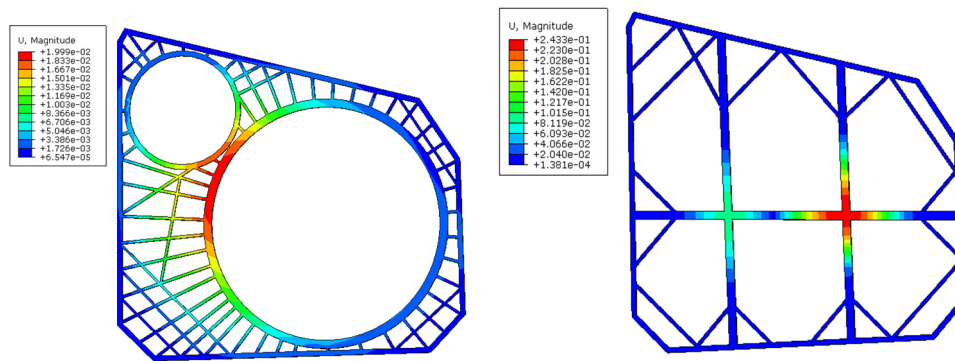 U, Magnitude
+1.999e-02
+1.833e-02
+1.667e-02
+1.501e-02
+1.335e-02
+1.169e-02
+1.003e-02
+8.366e-03
+6.706e-03
+5.046e-03
+3.386e-03
+1.726e-03
+6.547e-05
U, Magnitude
+2.433e-01
+2.230e-01
+2.028e-01
+1.825e-01
+1.622e-01
+1.420e-01
+1.217e-01
+1.015e-01
+8.119e-02
+6.093e-02
+4.066e-02
+2.040e-02
+1.381e-04